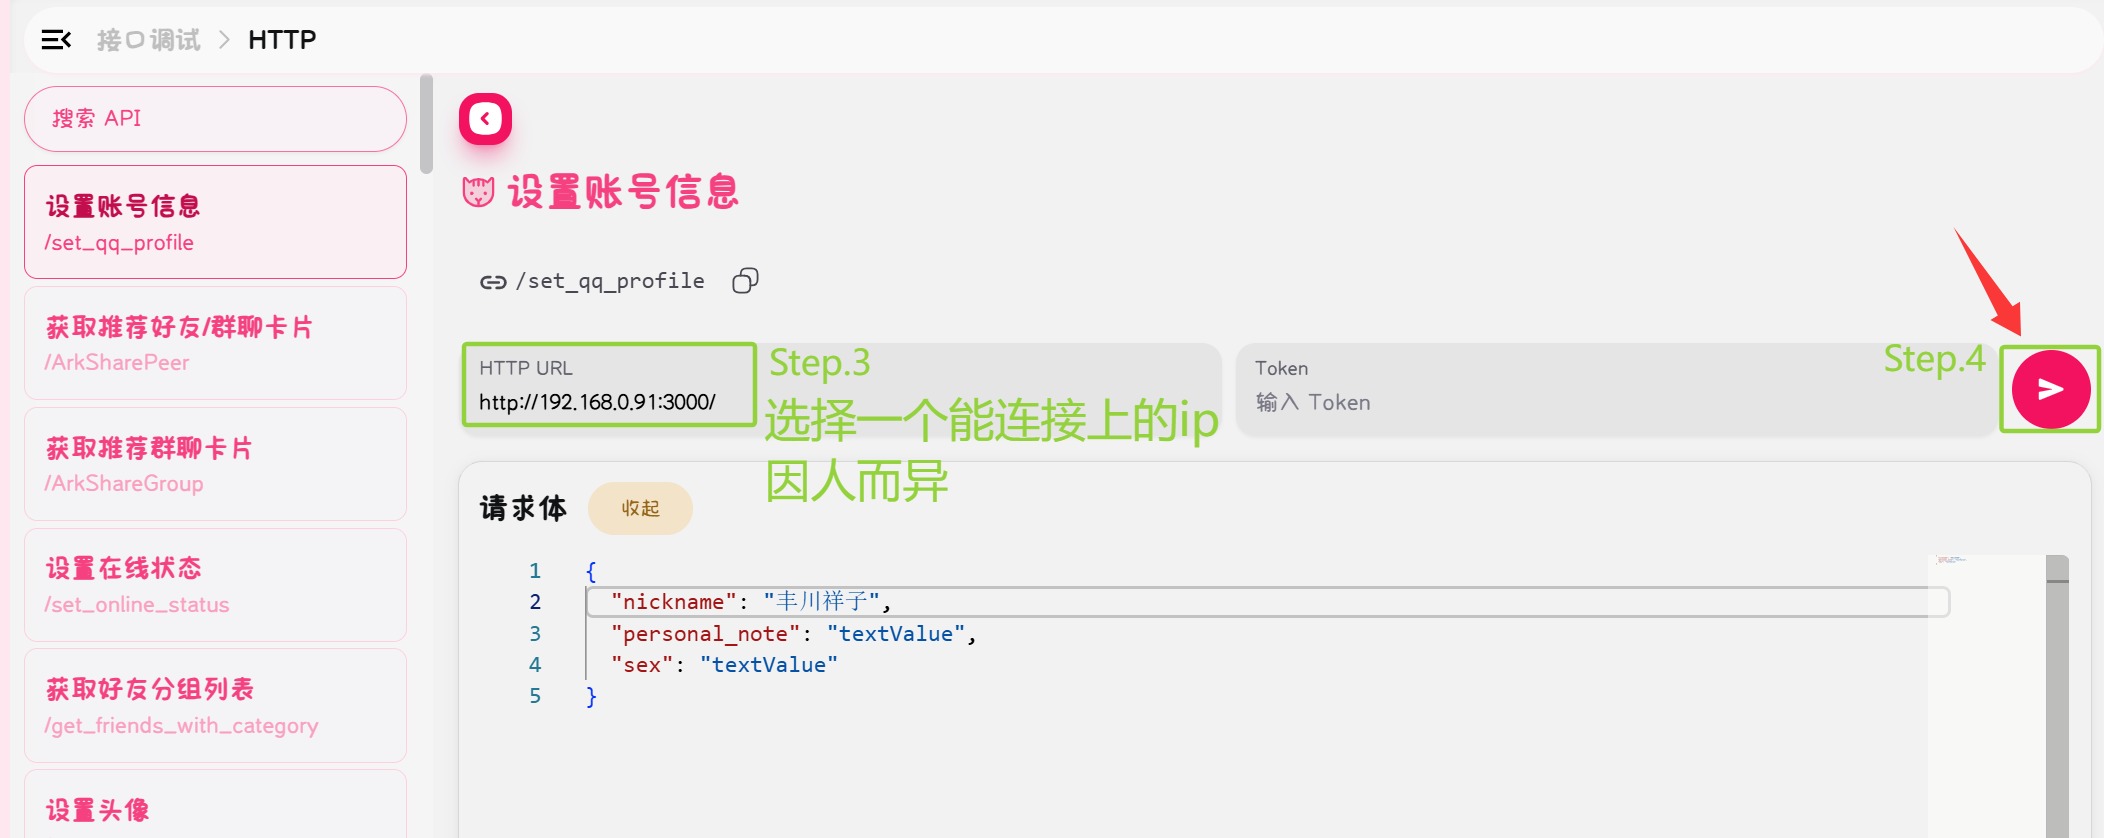 接口调试 > HTTP
搜索 API
设置账号信息
/set_qq_profile
获取推荐好友/群聊卡片
/ArkSharePeer
获取推荐群聊卡片
/ArkShareGroup
设置在线状态
/set_online_status
获取好友分组列表
/get_friends_with_category
设置头像
设置账号信息
/set_qq_profile
HTTP URL
http://192.168.0.91:3000/
Step.3
选择一个能连接上的ip
因人而异
Token
输入 Token
Step.4
请求体
收起
1 {
2 "nickname": "丰川祥子",
3 "personal_note": "textValue",
4 "sex": "textValue"
5 }